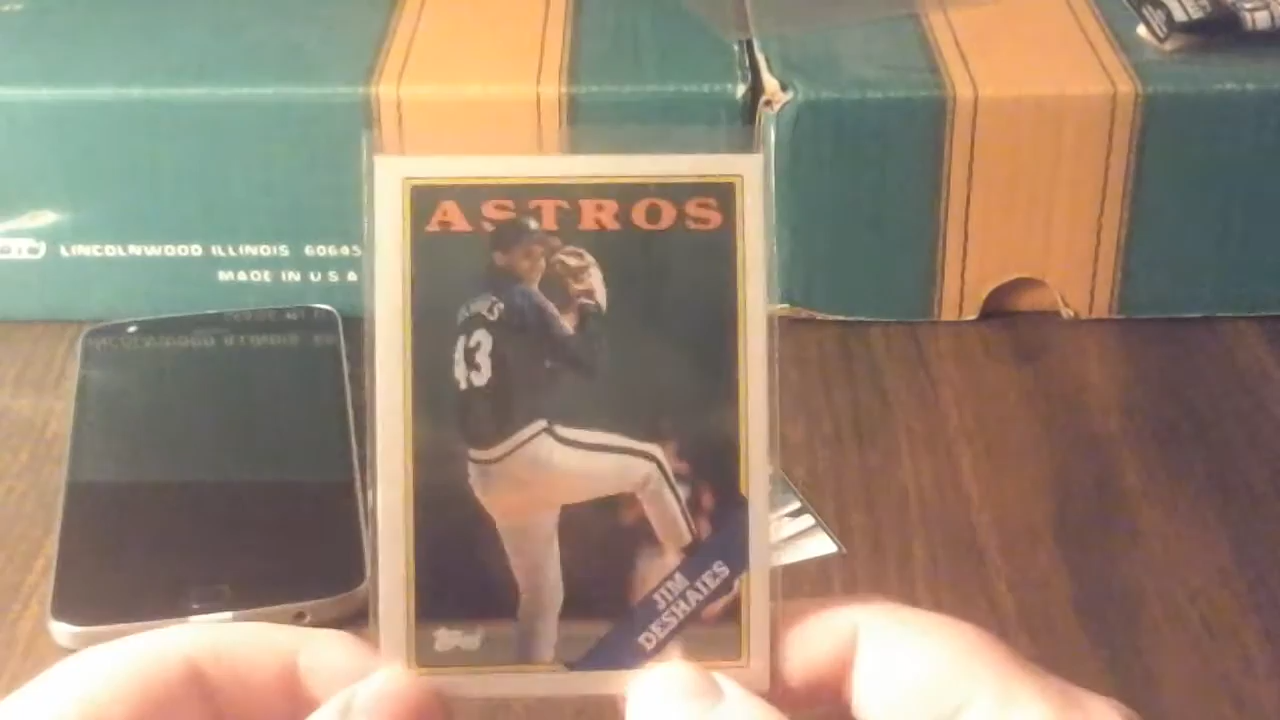 ASTROS
LINCOLNWOOD ILLINOIS 60645
MADE IN U S A
43
JIM
DESHAIES
Topps